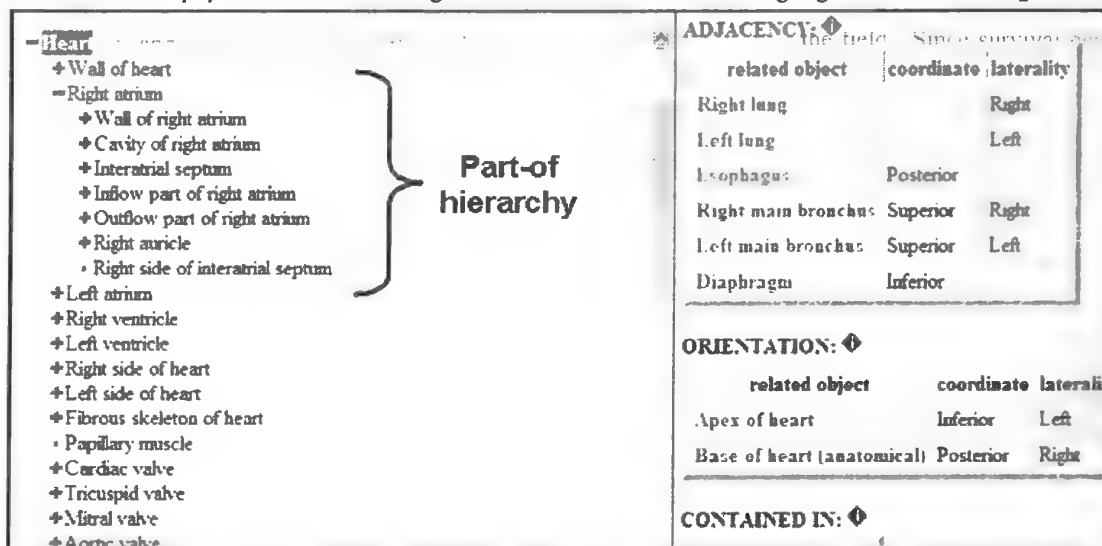 −Heart
+Wall of heart
−Right atrium
+Wall of right atrium
+Cavity of right atrium
+Interatrial septum
+Inflow part of right atrium
+Outflow part of right atrium
+Right auricle
Right side of interatrial septum
+Left atrium
+Right ventricle
+Left ventricle
+Right side of heart
+Left side of heart
+Fibrous skeleton of heart
Papillary muscle
+Cardiac valve
+Tricuspid valve
+Mitral valve
+Aortic valve
Part-of
hierarchy
ADJACENCY:
the field. Since survival
related object coordinate laterality
Right lung Right
Left lung Left
Esophagus Posterior
Right main bronchus Superior Right
Left main bronchus Superior Left
Diaphragm Inferior
ORIENTATION:
related object coordinate laterali
Apex of heart Inferior Left
Base of heart (anatomical) Posterior Right
CONTAINED IN: